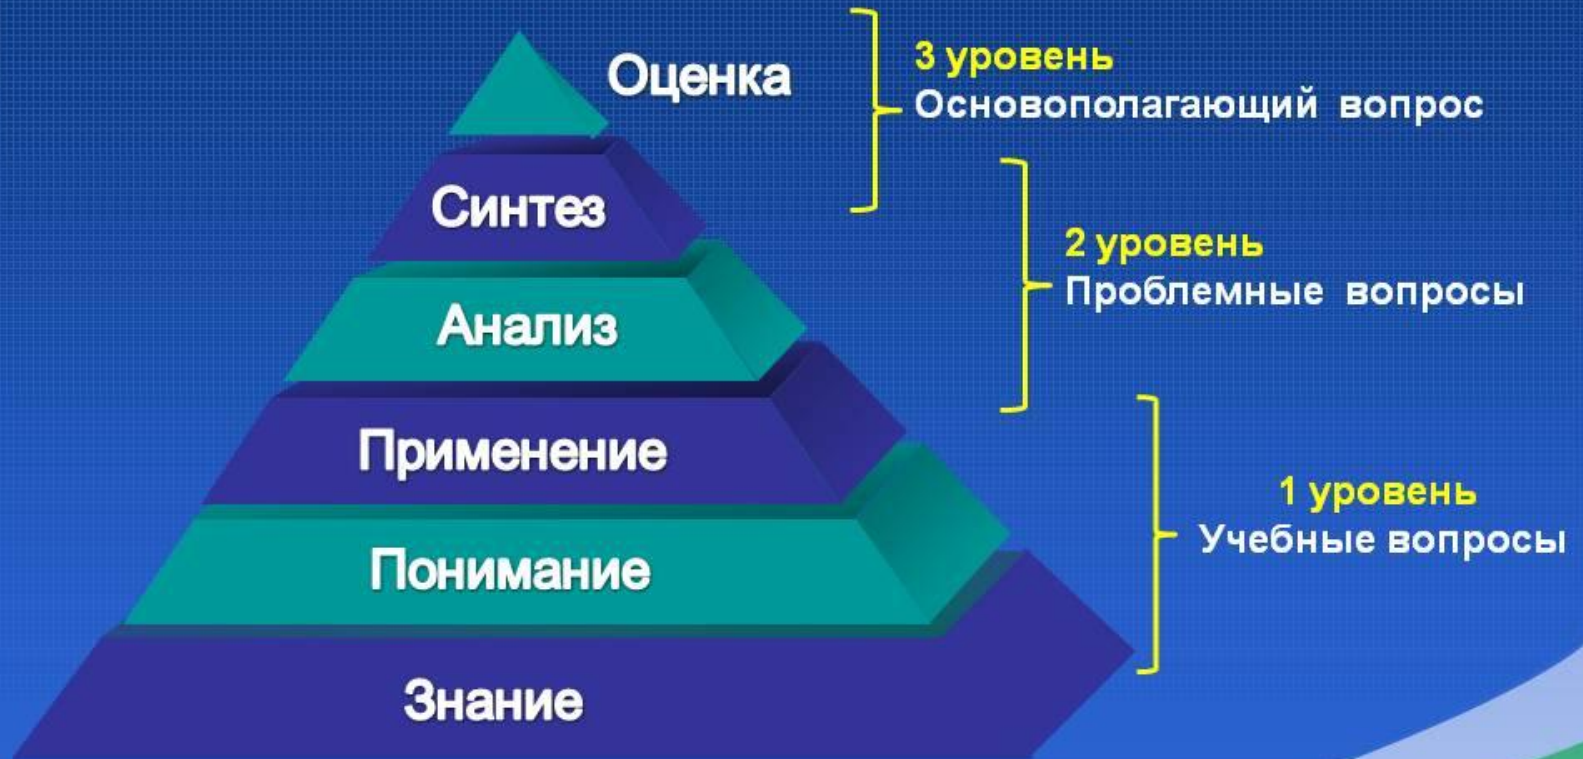 Оценка
3 уровень
Основополагающий вопрос
Синтез
2 уровень
Проблемные вопросы
Анализ
Применение
1 уровень
Учебные вопросы
Понимание
Знание